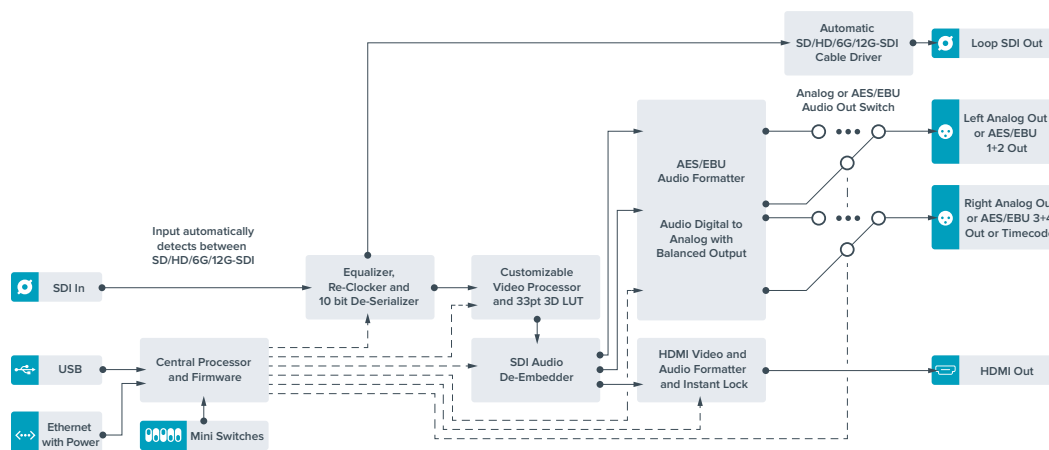 Automatic
SD/HD/6G/12G-SDI
Cable Driver
Loop SDI Out
Analog or AES/EBU
Audio Out Switch
Left Analog Out
or AES/EBU
1+2 Out
AES/EBU
Audio Formatter
Audio Digital to
Analog with
Balanced Output
Right Analog Ou
or AES/EBU 3+4
Out or Timecode
Input automatically
detects between
SD/HD/6G/12G-SDI
SDI In
Equalizer,
Re-Clocker and
10 bit De-Serializer
Customizable
Video Processor
and 33pt 3D LUT
USB
Central Processor
and Firmware
SDI Audio
De-Embedder
HDMI Video and
Audio Formatter
and Instant Lock
HDMI Out
Ethernet
with Power
Mini Switches